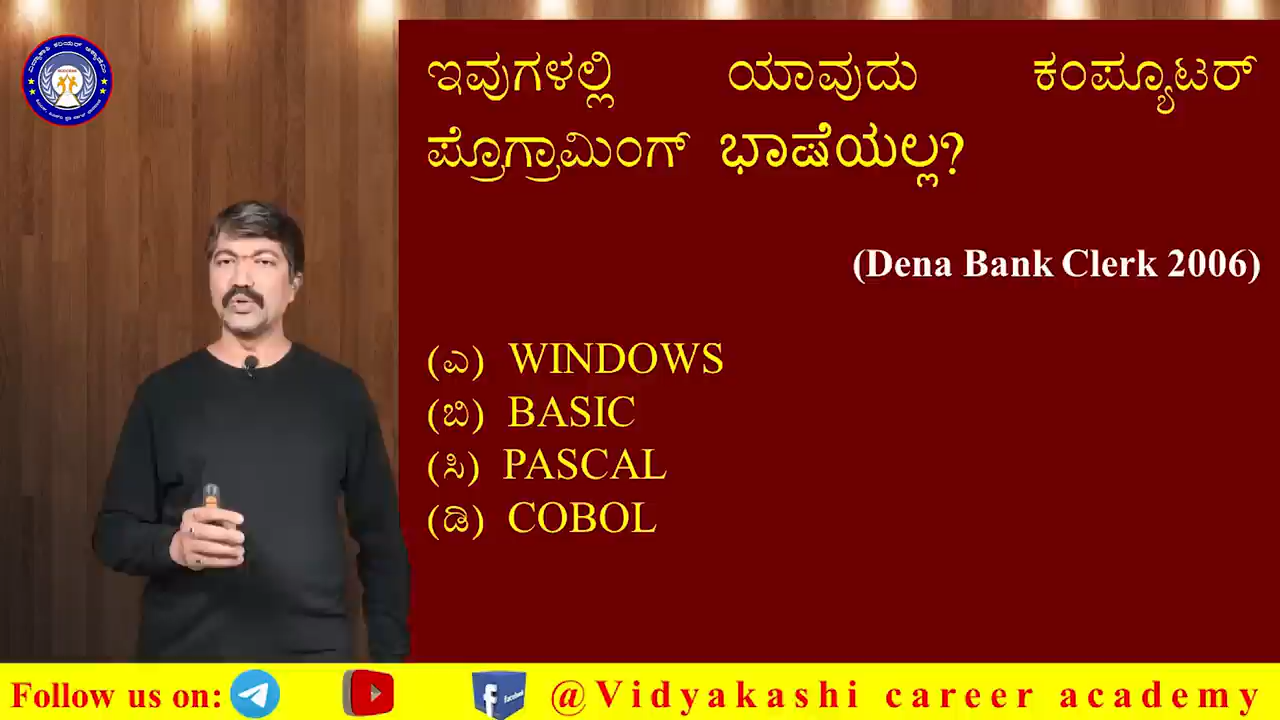 ಇವುಗಳಲ್ಲಿ ಯಾವುದು ಕಂಪ್ಯೂಟರ್
ಪ್ರೊಗ್ರಾಮಿಂಗ್ ಭಾಷೆಯಲ್ಲ?
(Dena Bank Clerk 2006)
(ಎ) WINDOWS
(ಬಿ) BASIC
(ಸಿ) PASCAL
(ಡಿ) COBOL
Follow us on: @Vidyakashi career academy